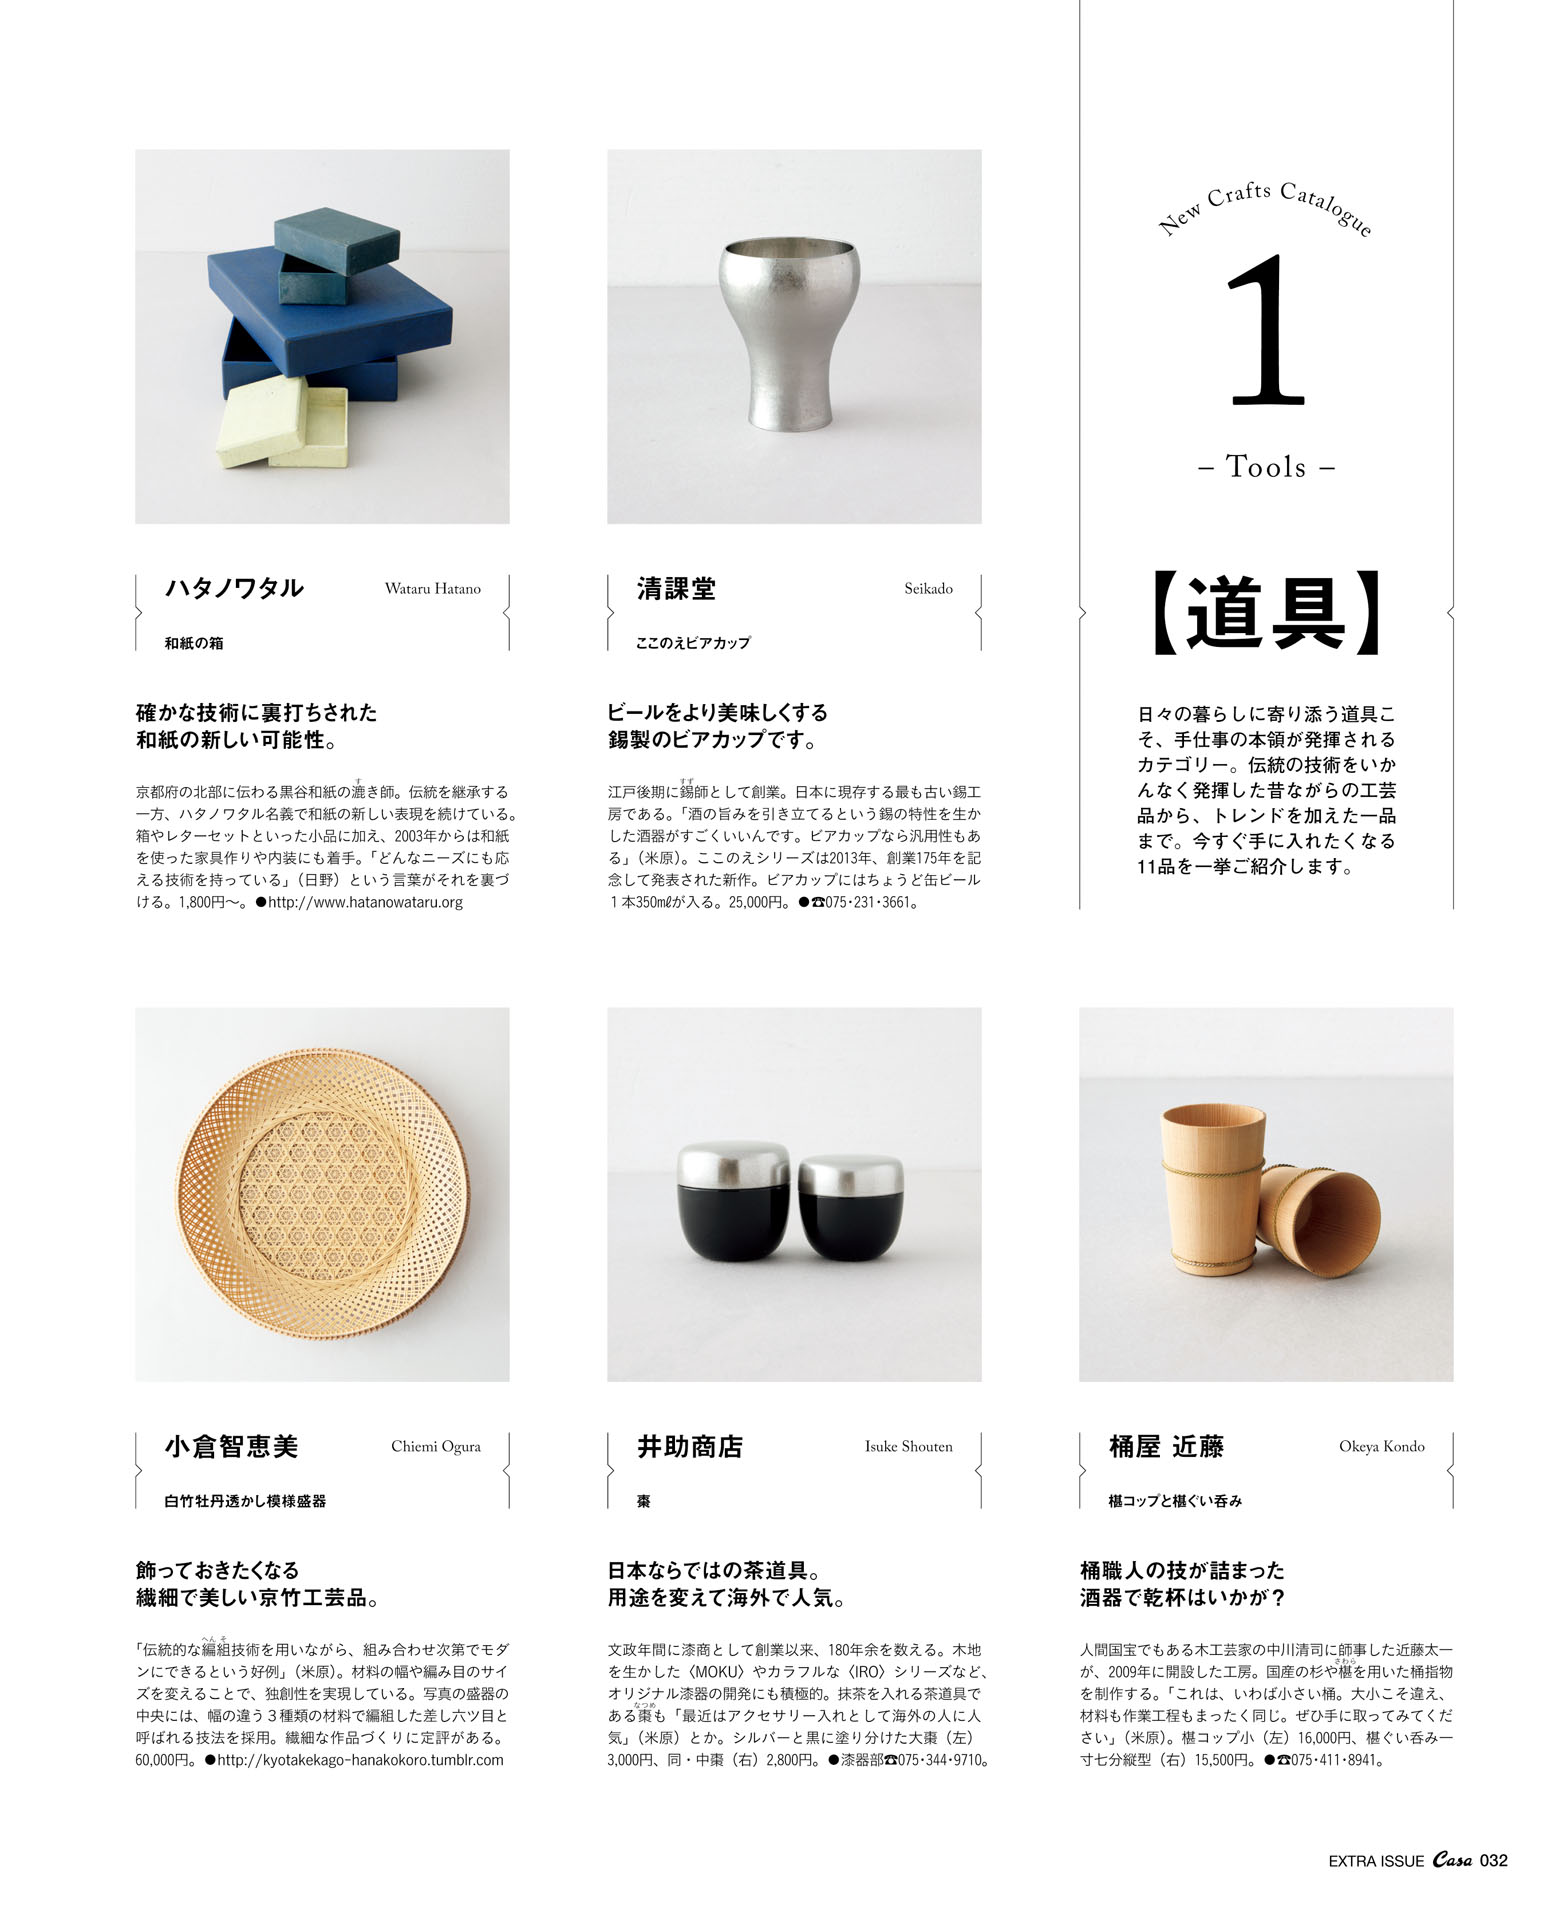 New Crafts Catalogue
1
– Tools –
【道具】
日々の暮らしに寄り添う道具こ
そ、手仕事の本領が発揮される
カテゴリー。伝統の技術をいか
んなく発揮した昔ながらの工芸
品から、トレンドを加えた一品
まで。今すぐ手に入れたくなる
11品を一挙ご紹介します。
ハタノワタル Wataru Hatano
和紙の箱
確かな技術に裏打ちされた
和紙の新しい可能性。
京都府の北部に伝わる黒谷和紙の漉き師。伝統を継承する
一方、ハタノワタル名義で和紙の新しい表現を続けている。
箱やレターセットといった小品に加え、2003年からは和紙
を使った家具作りや内装にも着手。「どんなニーズにも応
える技術を持っている」（日野）という言葉がそれを裏づ
ける。1,800円〜。●http://www.hatanowataru.org
清課堂 Seikado
ここのえビアカップ
ビールをより美味しくする
錫製のビアカップです。
江戸後期に錫師として創業。日本に現存する最も古い錫工
房である。「酒の旨みを引き立てるという錫の特性を生か
した酒器がすごくいいんです。ビアカップなら汎用性もあ
る」（米原）。ここのえシリーズは2013年、創業175年を記
念して発表された新作。ビアカップにはちょうど缶ビール
１本350㎖が入る。25,000円。●☎075・231・3661。
小倉智恵美 Chiemi Ogura
白竹牡丹透かし模様盛器
飾っておきたくなる
繊細で美しい京竹工芸品。
「伝統的な編組技術を用いながら、組み合わせ次第でモダ
ンにできるという好例」（米原）。材料の幅や編み目のサイ
ズを変えることで、独創性を実現している。写真の盛器の
中央には、幅の違う３種類の材料で編組した差し六ツ目と
呼ばれる技法を採用。繊細な作品づくりに定評がある。
60,000円。●http://kyotakekago-hanakokoro.tumblr.com
井助商店 Isuke Shouten
棗
日本ならではの茶道具。
用途を変えて海外で人気。
文政年間に漆商として創業以来、180年余を数える。木地
を生かした〈MOKU〉やカラフルな〈IRO〉シリーズなど、
オリジナル漆器の開発にも積極的。抹茶を入れる茶道具で
ある棗も「最近はアクセサリー入れとして海外の人に人
気」（米原）とか。シルバーと黒に塗り分けた大棗（左）
3,000円、同・中棗（右）2,800円。●漆器部☎075・344・9710。
桶屋 近藤 Okeya Kondo
椹コップと椹ぐい呑み
桶職人の技が詰まった
酒器で乾杯はいかが？
人間国宝でもある木工芸家の中川清司に師事した近藤太一
が、2009年に開設した工房。国産の杉や椹を用いた桶指物
を制作する。「これは、いわば小さい桶。大小こそ違え、
材料も作業工程もまったく同じ。ぜひ手に取ってみてくだ
さい」（米原）。椹コップ小（左）16,000円、椹ぐい呑み一
寸七分縦型（右）15,500円。●☎075・411・8941。
EXTRA ISSUE Casa 032